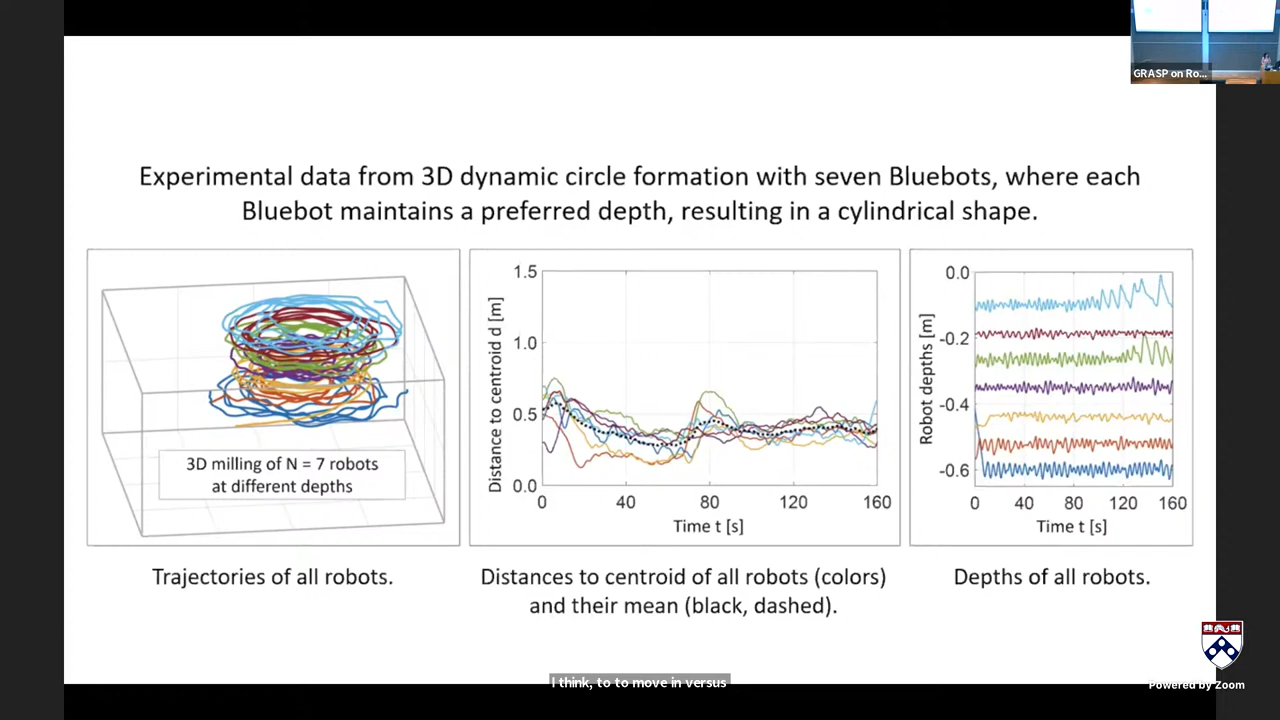 GRASP on Ro...
Experimental data from 3D dynamic circle formation with seven Bluebots, where each
Bluebot maintains a preferred depth, resulting in a cylindrical shape.
3D milling of N = 7 robots
at different depths
Trajectories of all robots.
Distance to centroid d [m]
1.5
1.0
0.5
0.0
0 40 80 120 160
Time t [s]
Distances to centroid of all robots (colors)
and their mean (black, dashed).
Robot depths [m]
0.0
-0.2
-0.4
-0.6
0 40 80 120 160
Time t [s]
Depths of all robots.
I think, to to move in versus
Powered by Zoom